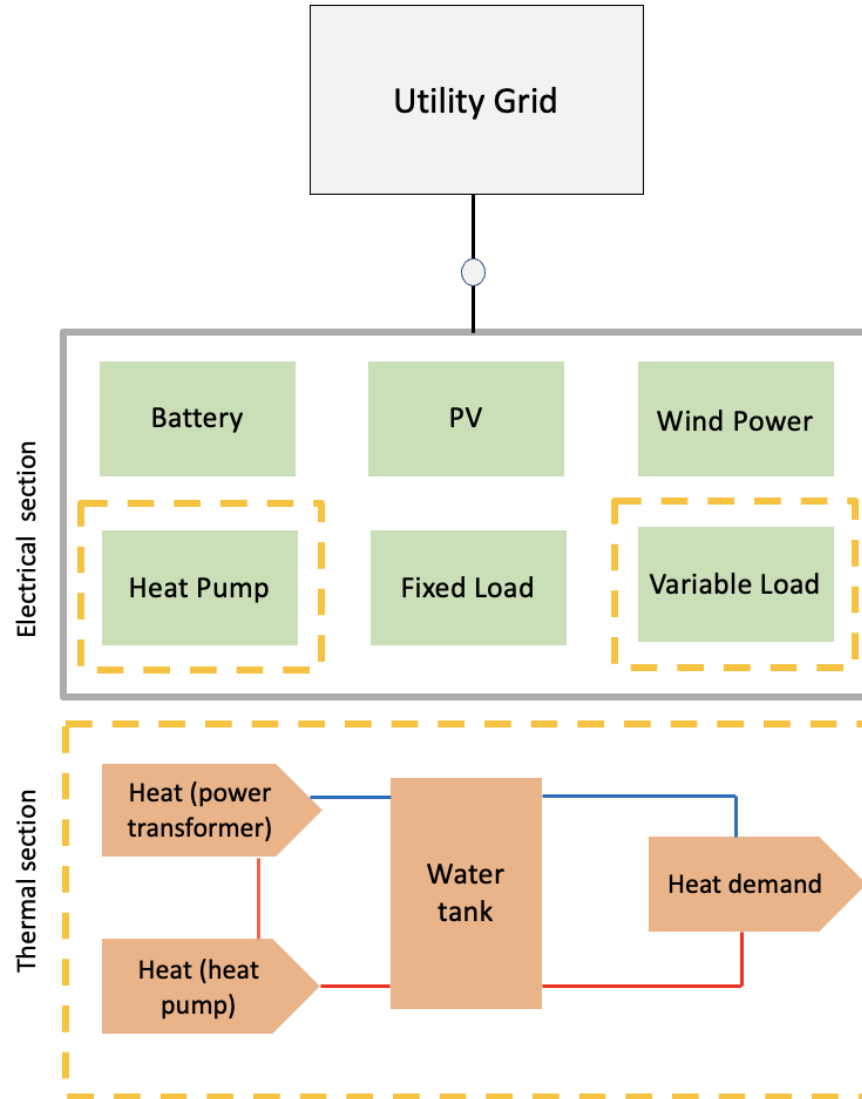 Utility Grid
Electrical section
Battery
PV
Wind Power
Heat Pump
Fixed Load
Variable Load
Thermal section
Heat (power
transformer)
Water
tank
Heat demand
Heat (heat
pump)